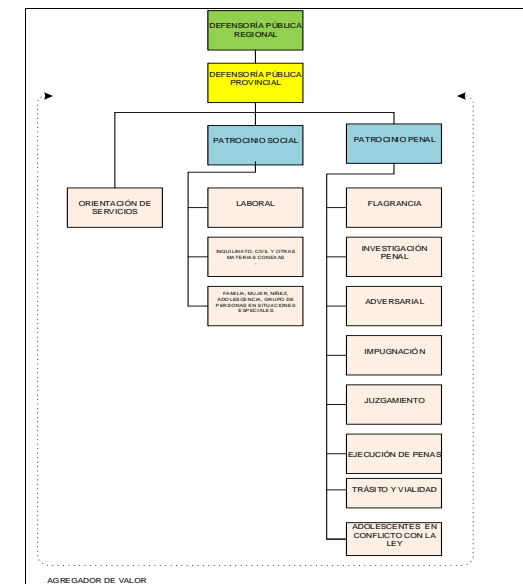 DEFENSORÍA PÚBLICA
REGIONAL
DEFENSORÍA PÚBLICA
PROVINCIAL
PATROCINIO SOCIAL
PATROCINIO PENAL
ORIENTACIÓN DE
SERVICIOS
LABORAL
INQUILINATO, CIVIL Y OTRAS
MATERIAS CONEXAS
.
FAMILIA, MUJER, NIÑEZ,
ADOLESCENCIA, GRUPO DE
PERSONAS EN SITUACIONES
ESPECIALES
FLAGRANCIA
INVESTIGACIÓN
PENAL
ADVERSARIAL
IMPUGNACIÓN
JUZGAMIENTO
EJECUCIÓN DE PENAS
TRÁSITO Y VIALIDAD
ADOLESCENTES EN
CONFLICTO CON LA
LEY
AGREGADOR DE VALOR